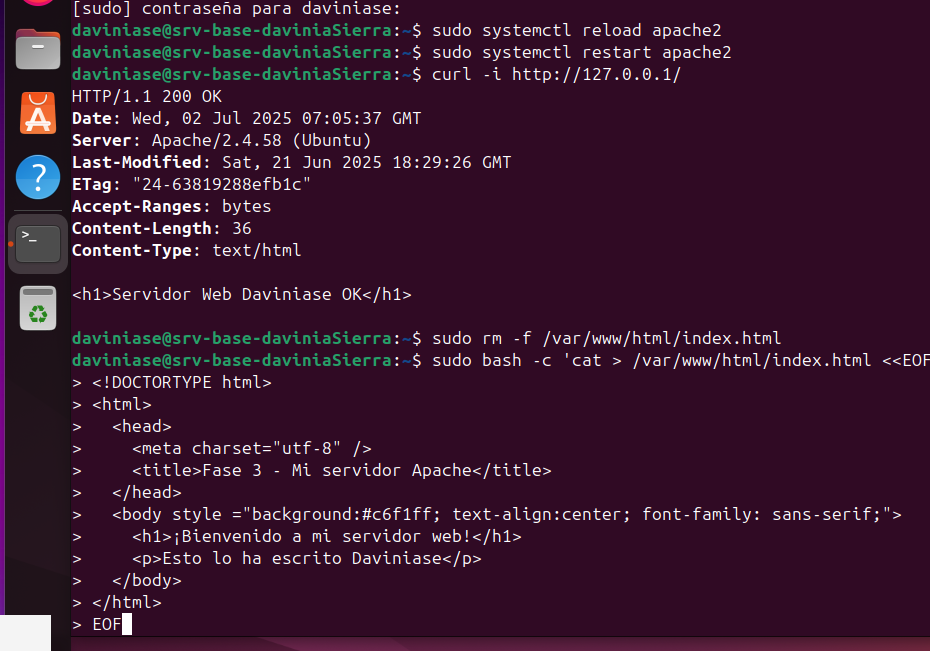 [sudo] contraseña para daviniase:
daviniase@srv-base-daviniaSierra:~$ sudo systemctl reload apache2
daviniase@srv-base-daviniaSierra:~$ sudo systemctl restart apache2
daviniase@srv-base-daviniaSierra:~$ curl -i http://127.0.0.1/
HTTP/1.1 200 OK
Date: Wed, 02 Jul 2025 07:05:37 GMT
Server: Apache/2.4.58 (Ubuntu)
Last-Modified: Sat, 21 Jun 2025 18:29:26 GMT
ETag: "24-63819288efb1c"
Accept-Ranges: bytes
Content-Length: 36
Content-Type: text/html
<h1>Servidor Web Daviniase OK</h1>
daviniase@srv-base-daviniaSierra:~$ sudo rm -f /var/www/html/index.html
daviniase@srv-base-daviniaSierra:~$ sudo bash -c 'cat > /var/www/html/index.html <<EOF
> <!DOCTORTYPE html>
> <html>
>   <head>
>     <meta charset="utf-8" />
>     <title>Fase 3 - Mi servidor Apache</title>
>   </head>
>   <body style ="background:#c6f1ff; text-align:center; font-family: sans-serif;">
>     <h1>¡Bienvenido a mi servidor web!</h1>
>     <p>Esto lo ha escrito Daviniase</p>
>   </body>
> </html>
> EOF